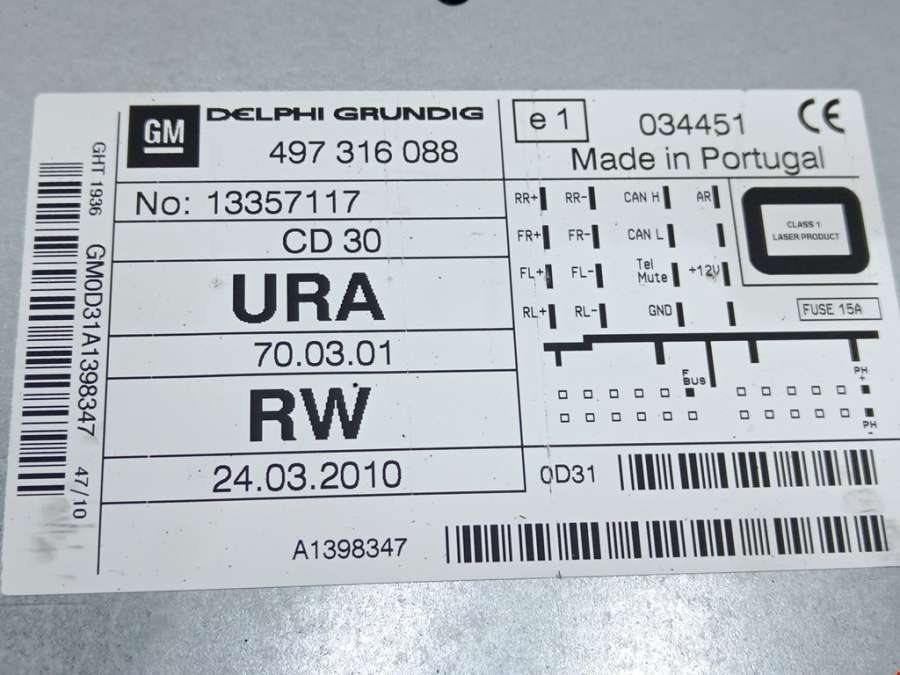 GM
DELPHI GRUNDIG
497 316 088
No: 13357117
CD 30
URA
70.03.01
RW
24.03.2010
e 1
034451
CE
Made in Portugal
RR+ RR- CAN H AR
FR+ FR- CAN L
FL+ FL- Tel Mute +12V
RL+ RL- GND
CLASS 1
LASER PRODUCT
FUSE 15A
F BUS
PH +
PH -
0D31
A1398347
GHT 1936
GM0D31A1398347
47/10